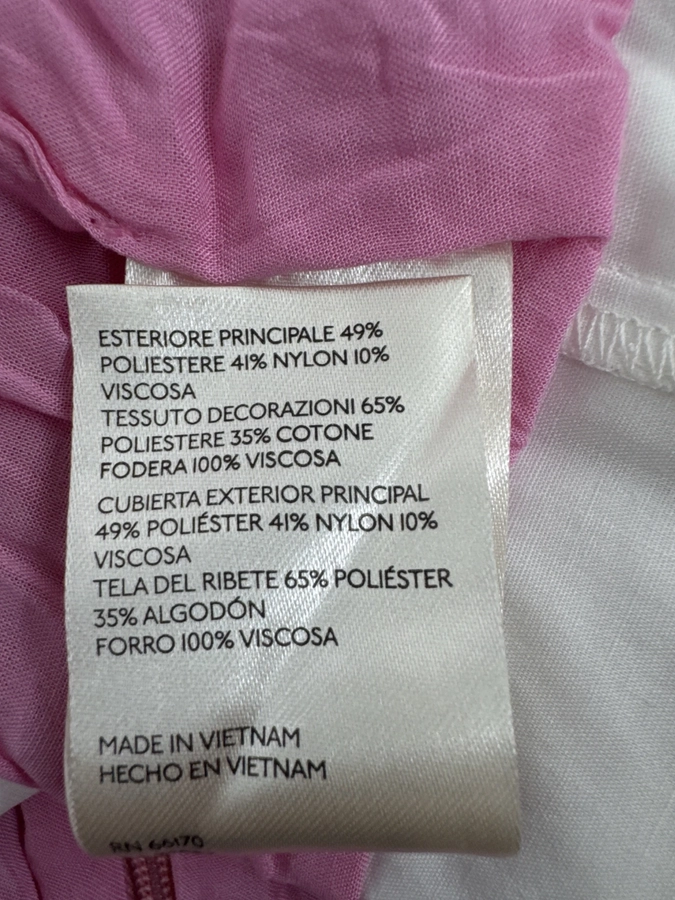 ESTERIORE PRINCIPALE 49%
POLIESTERE 41% NYLON 10%
VISCOSA
TESSUTO DECORAZIONI 65%
POLIESTERE 35% COTONE
FODERA 100% VISCOSA
CUBIERTA EXTERIOR PRINCIPAL
49% POLIÉSTER 41% NYLON 10%
VISCOSA
TELA DEL RIBETE 65% POLIÉSTER
35% ALGODÓN
FORRO 100% VISCOSA
MADE IN VIETNAM
HECHO EN VIETNAM
RN 66170